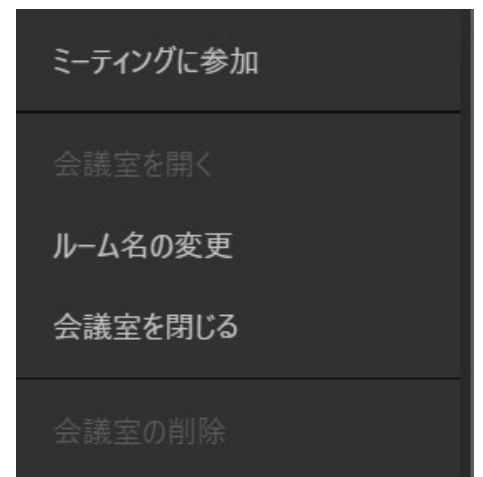 ミーティングに参加
会議室を開く
ルーム名の変更
会議室を閉じる
会議室の削除